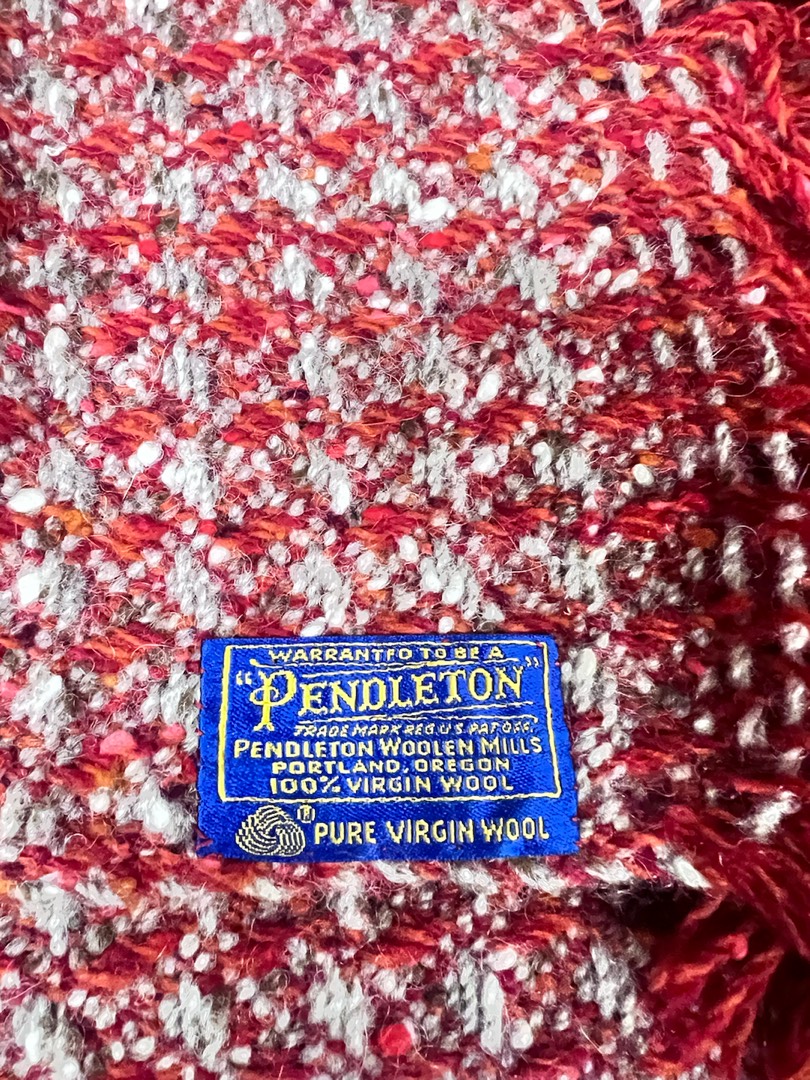 WARRANTED TO BE A
"PENDLETON"
TRADE MARK REG U.S. PAT OFF.
PENDLETON WOOLEN MILLS
PORTLAND, OREGON
100% VIRGIN WOOL
® PURE VIRGIN WOOL